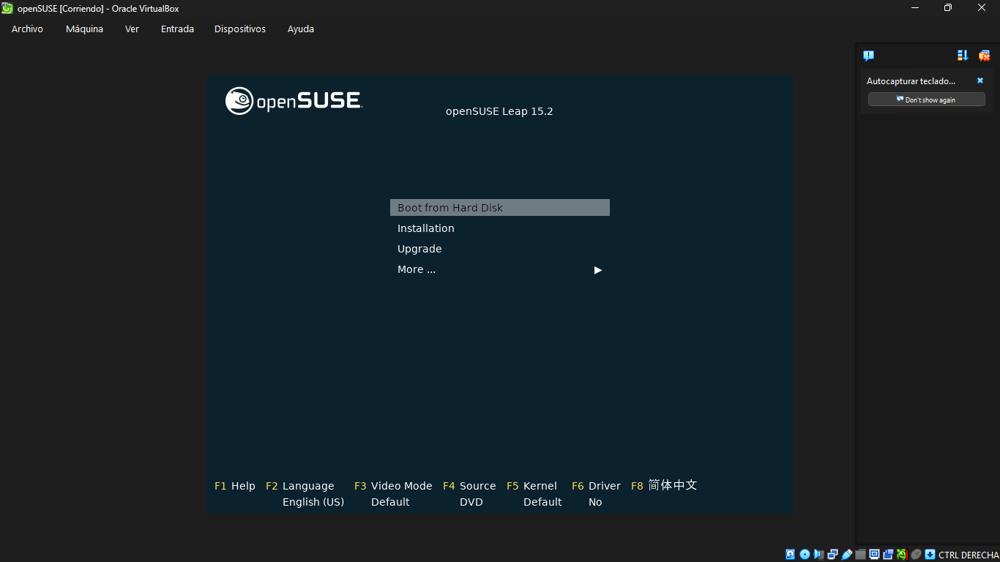 openSUSE [Corriendo] - Oracle VirtualBox
Archivo Máquina Ver Entrada Dispositivos Ayuda
Autocapturar teclado...
Don't show again
openSUSE
openSUSE Leap 15.2
Boot from Hard Disk
Installation
Upgrade
More ...
F1 Help F2 Language F3 Video Mode F4 Source F5 Kernel F6 Driver F8 简体中文
English (US) Default DVD Default No
CTRL DERECHA